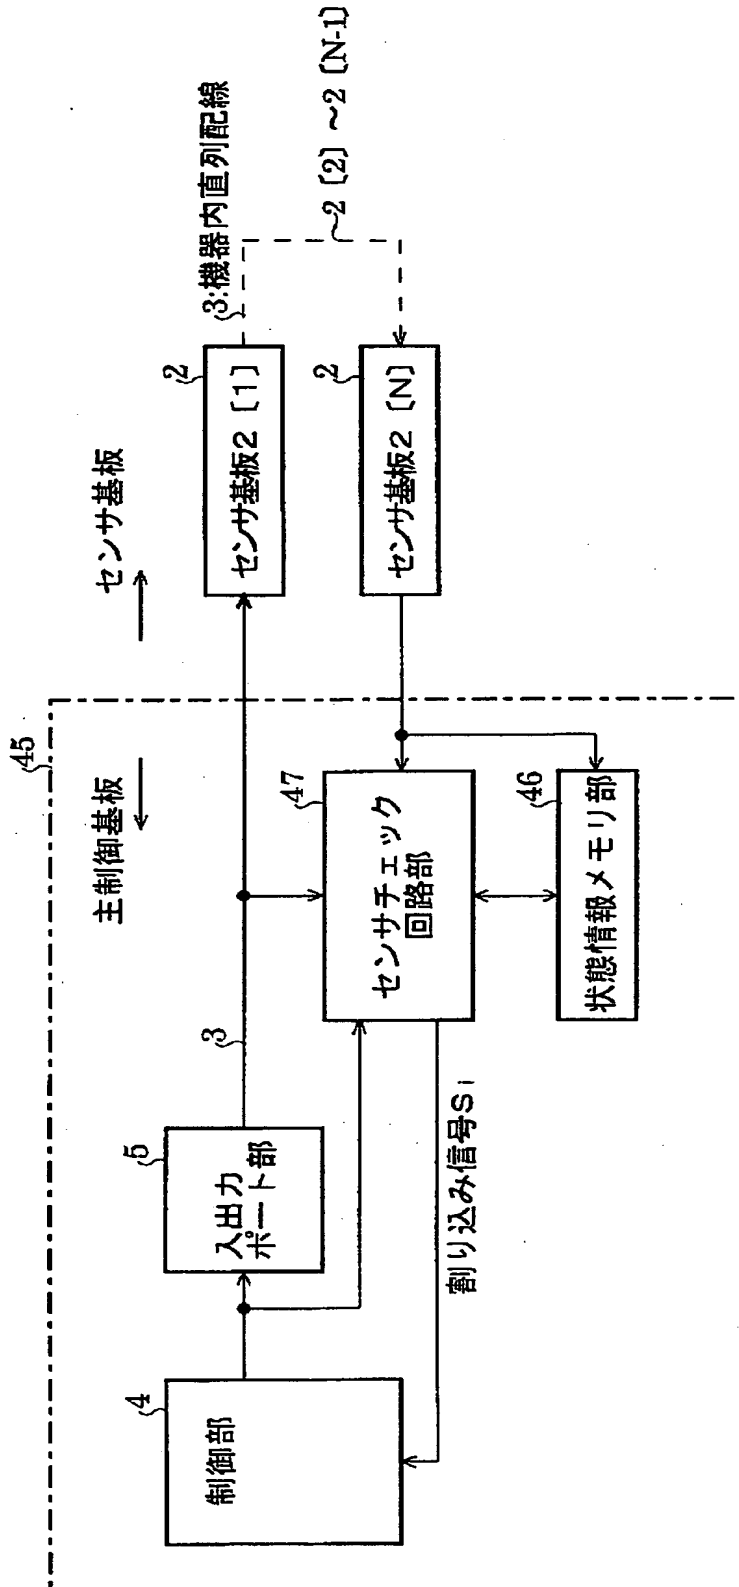 45
主制御基板
センサ基板
4
制御部
5
入出力
ポート部
3
2
センサ基板2〔1〕
3:機器内直列配線
2〔2〕～2〔N-1〕
2
センサ基板2〔N〕
47
センサチェック
回路部
割り込み信号Si
46
状態情報メモリ部